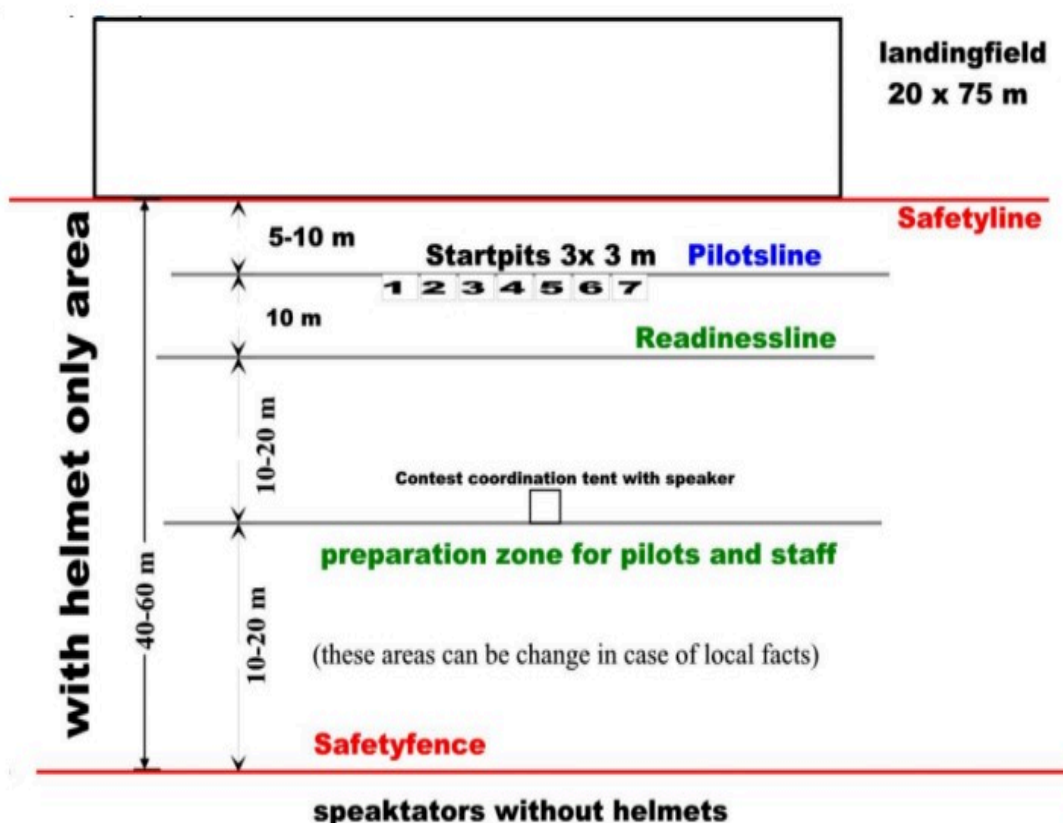 landingfield
20 x 75 m
Safetyline
5-10 m
Startpits 3x 3 m
Pilotsline
1 2 3 4 5 6 7
10 m
Readinessline
with helmet only area
10-20 m
Contest coordination tent with speaker
preparation zone for pilots and staff
40-60 m
10-20 m
(these areas can be change in case of local facts)
Safetyfence
speaktators without helmets